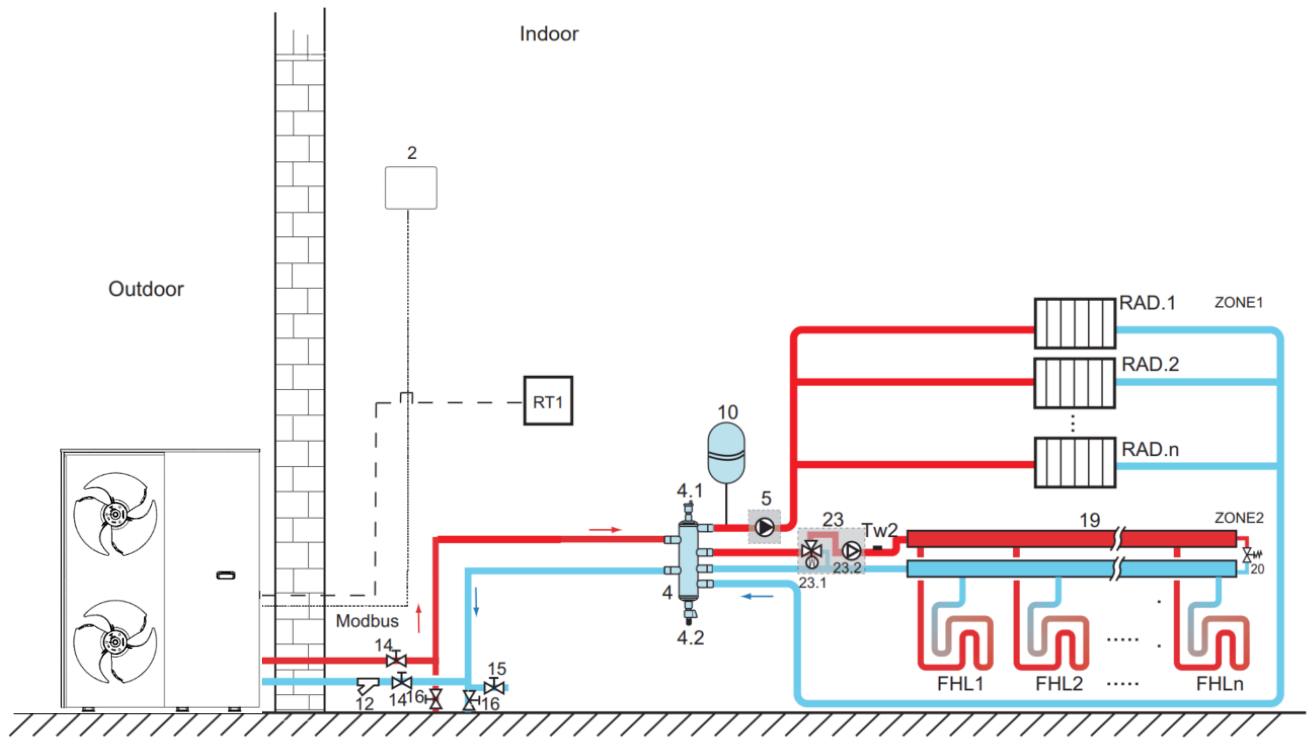 Indoor
2
Outdoor
RAD.1
ZONE1
RAD.2
RT1
10
RAD.n
4.1
5
23
Tw2
19
ZONE2
20
23.1
23.2
4
4.2
Modbus
14
15
12
14
16
16
FHL1
FHL2
FHLn